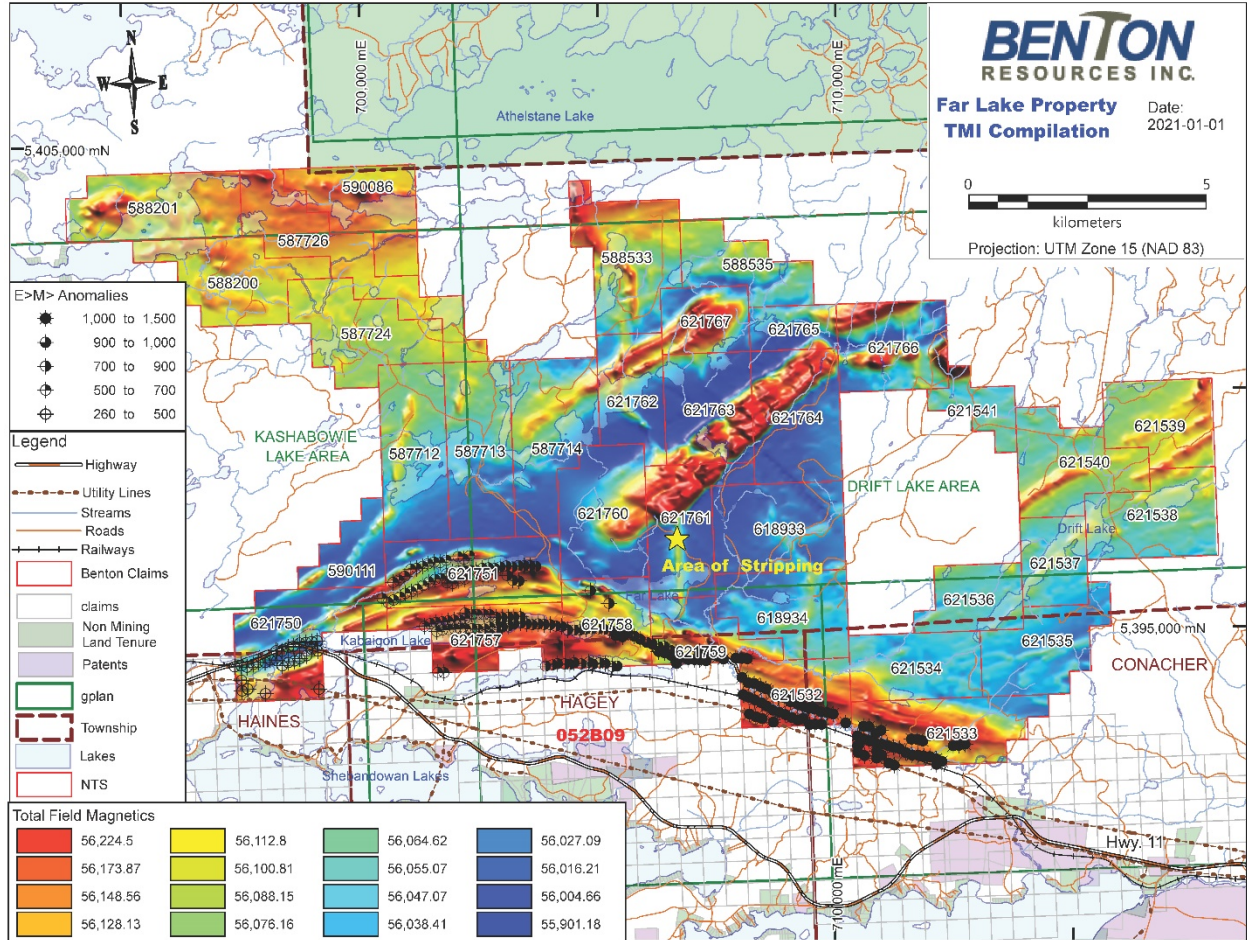 BENTON
RESOURCES INC.
Far Lake Property
TMI Compilation
Date:
2021-01-01
0 5
kilometers
Projection: UTM Zone 15 (NAD 83)
N
W E
S
700,000 mE
710,000 mE
Athelstane Lake
5,405,000 mN
588201
590086
587726
588200
587724
588533
588535
621767
621765
621766
621762
621763
621764
621541
621539
KASHABOWIE
LAKE AREA
587712
587713
587714
621540
DRIFT LAKE AREA
621760
621761
618933
621538
Drift Lake
Area of Stripping
590111
621751
621537
Far Lake
621536
621750
621758
618934
Kabaigon Lake
621757
621759
621535
5,395,000 mN
621534
CONACHER
621532
HAINES
HAGEY
052B09
621533
Shebandowan Lakes
Hwy. 11
710,000 mE
E>M> Anomalies
1,000 to 1,500
900 to 1,000
700 to 900
500 to 700
260 to 500
Legend
Highway
Utility Lines
Streams
Roads
Railways
Benton Claims
claims
Non Mining
Land Tenure
Patents
gplan
Township
Lakes
NTS
Total Field Magnetics
56,224.5 56,112.8 56,064.62 56,027.09
56,173.87 56,100.81 56,055.07 56,016.21
56,148.56 56,088.15 56,047.07 56,004.66
56,128.13 56,076.16 56,038.41 55,901.18